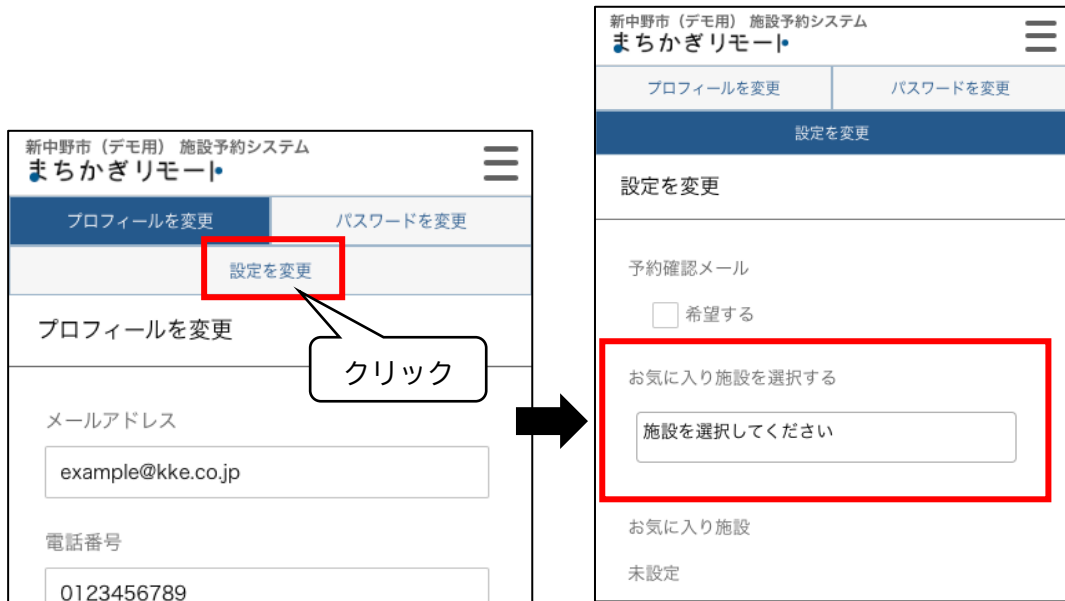 新中野市（デモ用） 施設予約システム
まちかぎリモート
プロフィールを変更
パスワードを変更
設定を変更
プロフィールを変更
クリック
メールアドレス
example@kke.co.jp
電話番号
0123456789
新中野市（デモ用） 施設予約システム
まちかぎリモート
プロフィールを変更
パスワードを変更
設定を変更
設定を変更
予約確認メール
希望する
お気に入り施設を選択する
施設を選択してください
お気に入り施設
未設定